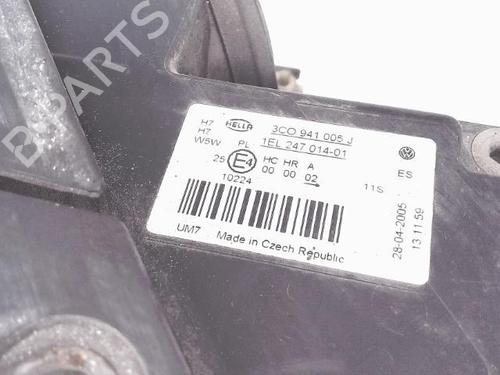 BPARTS
H7
H7
W5W
HELLA
3C0 941 005 J
PL 1EL 247 014-01
25 E4 HC HR A
00 00 02
10224
ES
11S
28-04-2005
13:11:59
UM7 Made in Czech Republic